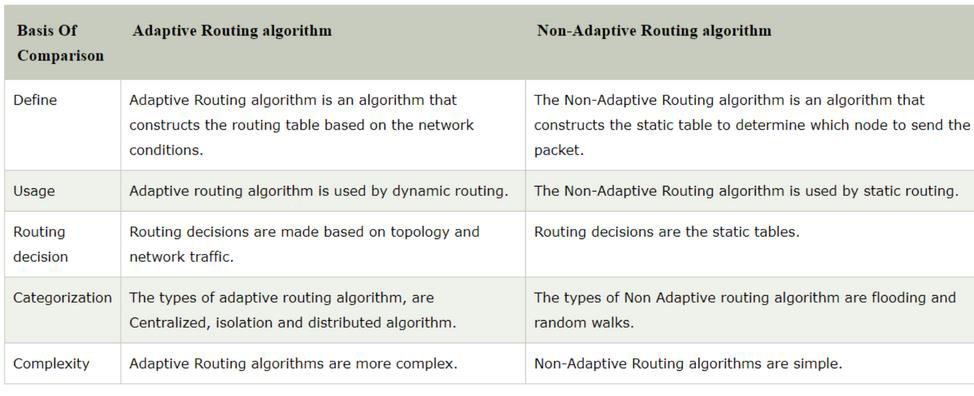 Basis Of Comparison	Adaptive Routing algorithm	Non-Adaptive Routing algorithm
Define
Adaptive Routing algorithm is an algorithm that
constructs the routing table based on the network
conditions.
The Non-Adaptive Routing algorithm is an algorithm that
constructs the static table to determine which node to send the
packet.
Usage
Adaptive routing algorithm is used by dynamic routing.
The Non-Adaptive Routing algorithm is used by static routing.
Routing
decision
Routing decisions are made based on topology and
network traffic.
Routing decisions are the static tables.
Categorization
The types of adaptive routing algorithm, are
Centralized, isolation and distributed algorithm.
The types of Non Adaptive routing algorithm are flooding and
random walks.
Complexity
Adaptive Routing algorithms are more complex.
Non-Adaptive Routing algorithms are simple.